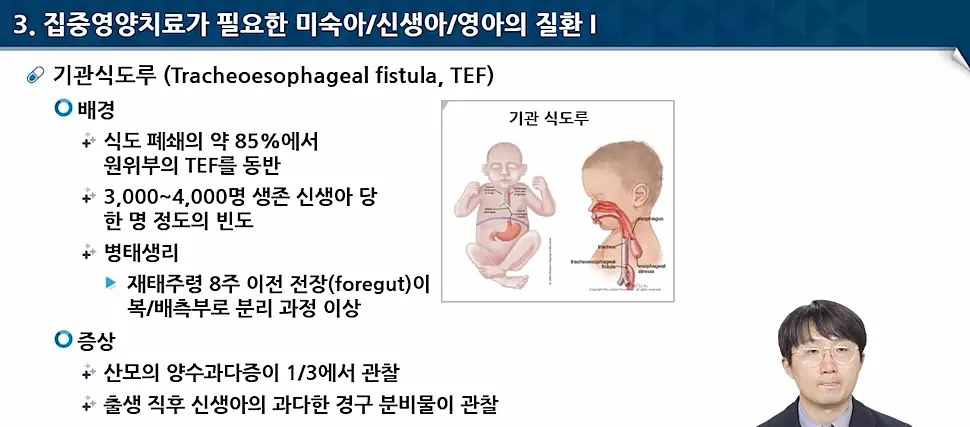 3. 집중영양치료가 필요한 미숙아/신생아/영아의 질환 I
기관식도루 (Tracheoesophageal fistula, TEF)
배경
식도 폐쇄의 약 85%에서
원위부의 TEF를 동반
3,000~4,000명 생존 신생아 당
한 명 정도의 빈도
병태생리
재태주령 8주 이전 전장(foregut)이
복/배측부로 분리 과정 이상
증상
산모의 양수과다증이 1/3에서 관찰
출생 직후 신생아의 과다한 경구 분비물이 관찰
기관 식도루
esophagus
trachea
tracheoesophageal
fistula
esophageal
atresia